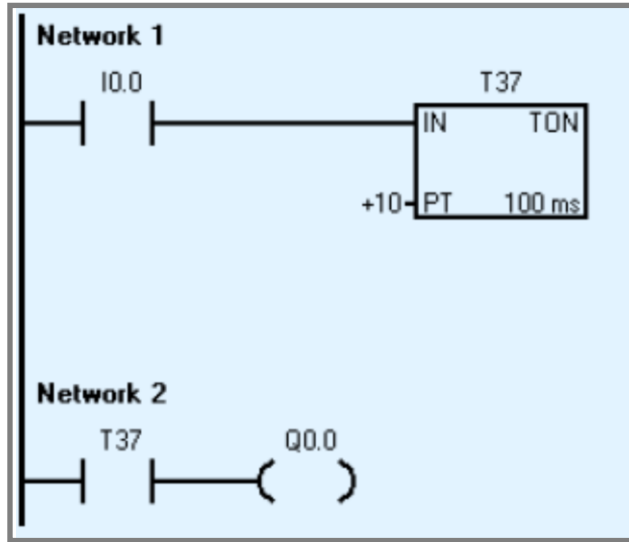 Network 1
I0.0
T37
IN TON
+10 PT 100 ms
Network 2
T37 Q0.0